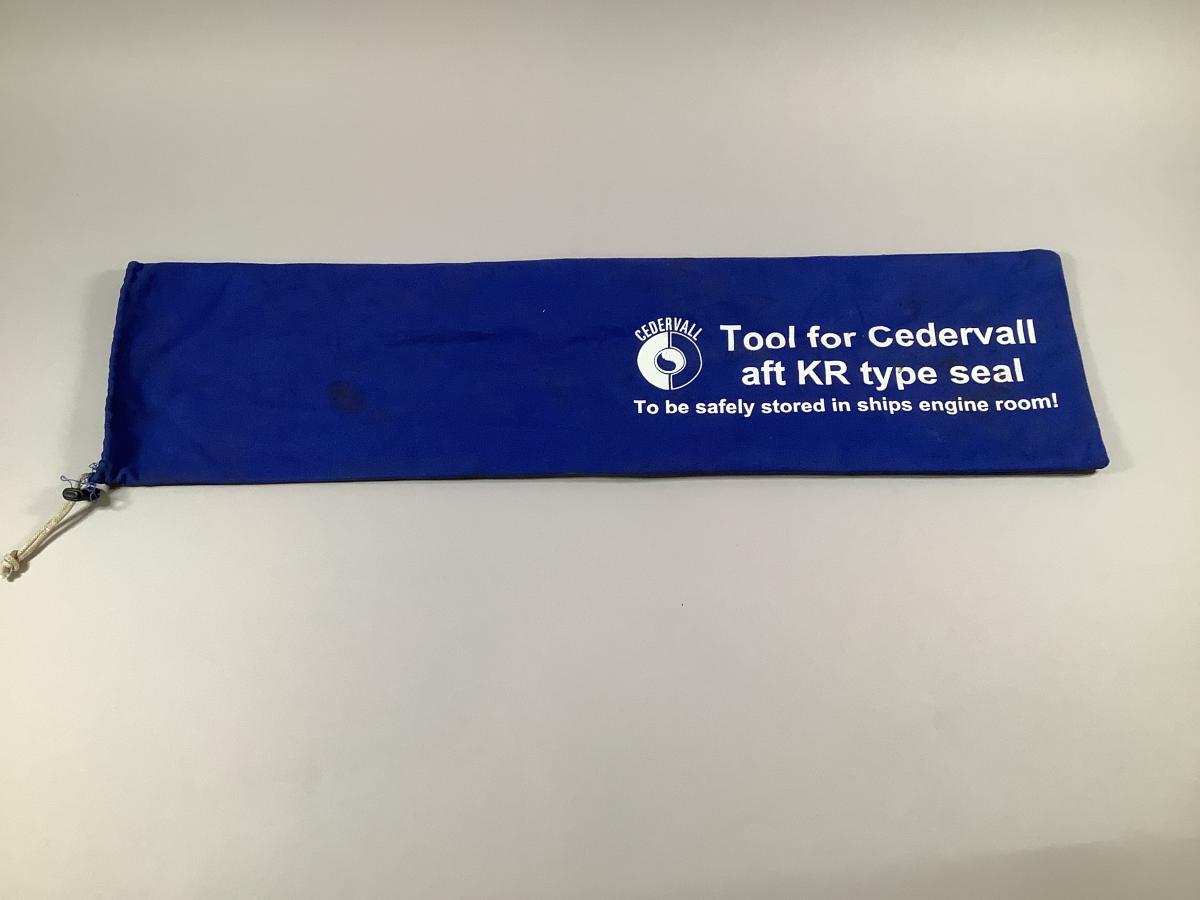 CEDERVALL
Tool for Cedervall
aft KR type seal
To be safely stored in ships engine room!